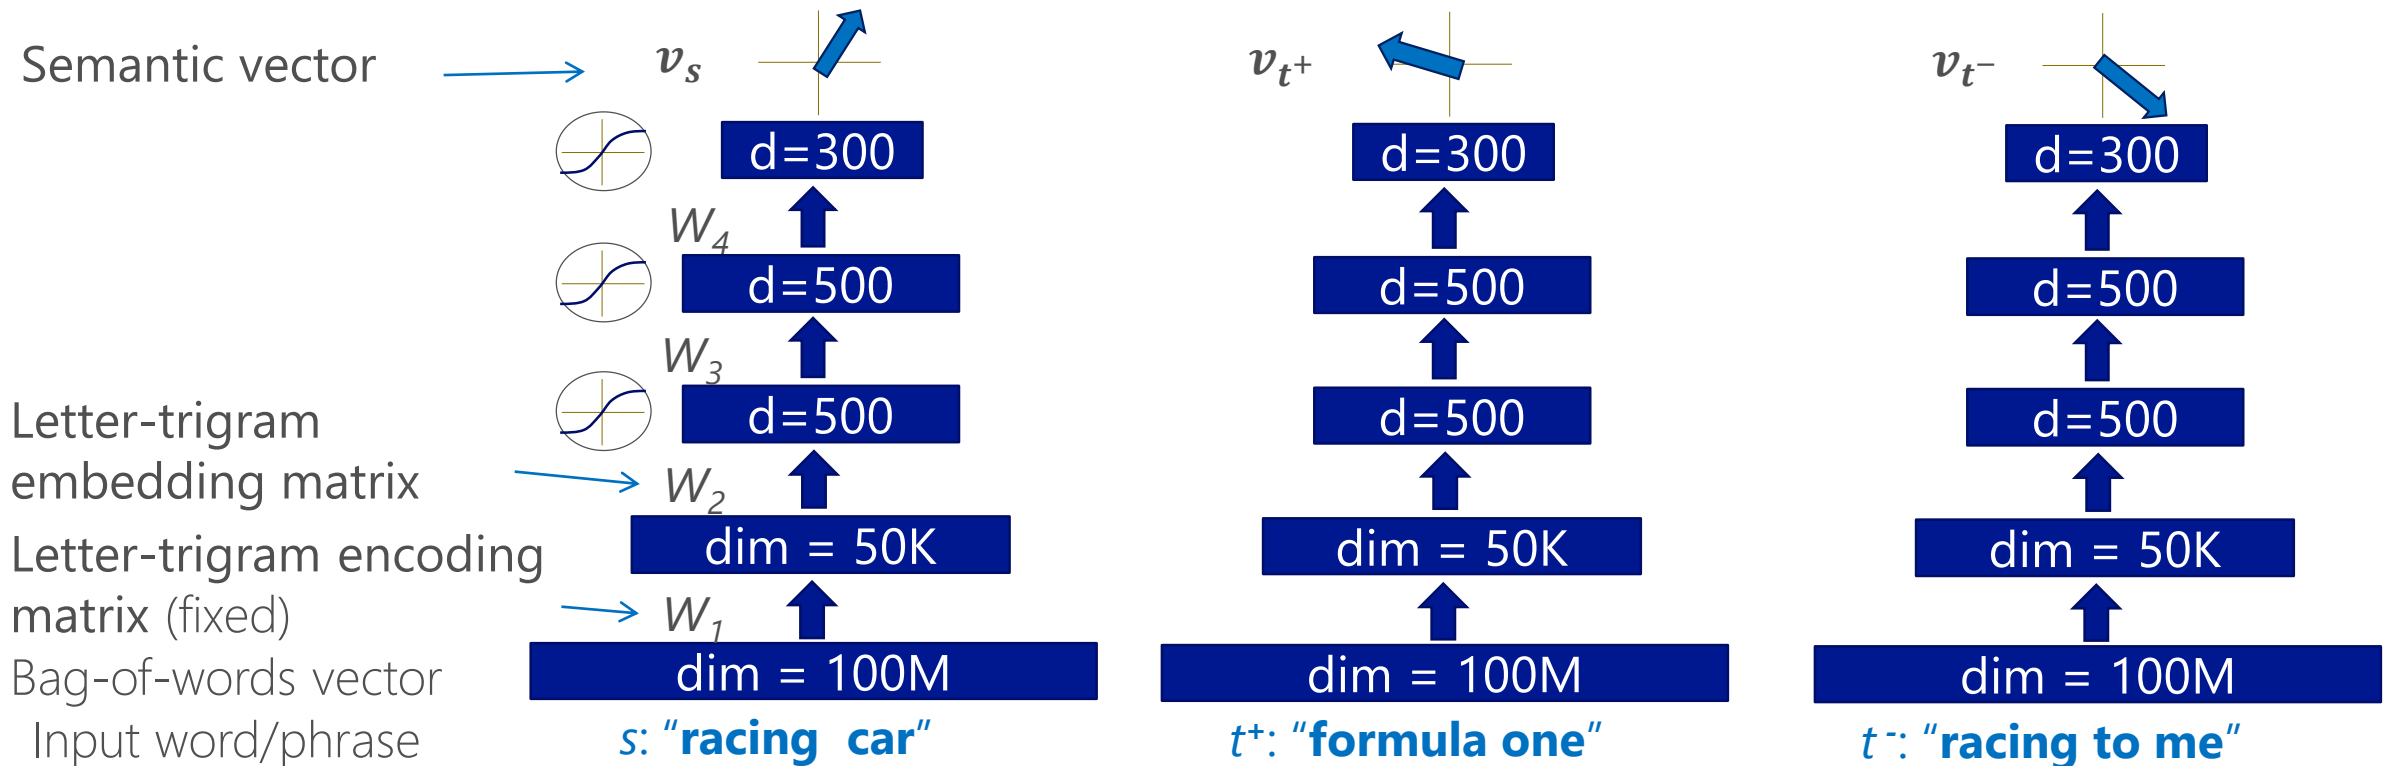 Semantic vector
v_s
v_t+
v_t-
d=300
d=300
d=300
W_4
d=500
d=500
d=500
W_3
d=500
d=500
d=500
Letter-trigram
embedding matrix
W_2
dim = 50K
dim = 50K
dim = 50K
Letter-trigram encoding
matrix (fixed)
W_1
dim = 100M
dim = 100M
dim = 100M
Bag-of-words vector
Input word/phrase
s: “racing car”
t+: “formula one”
t-: “racing to me”